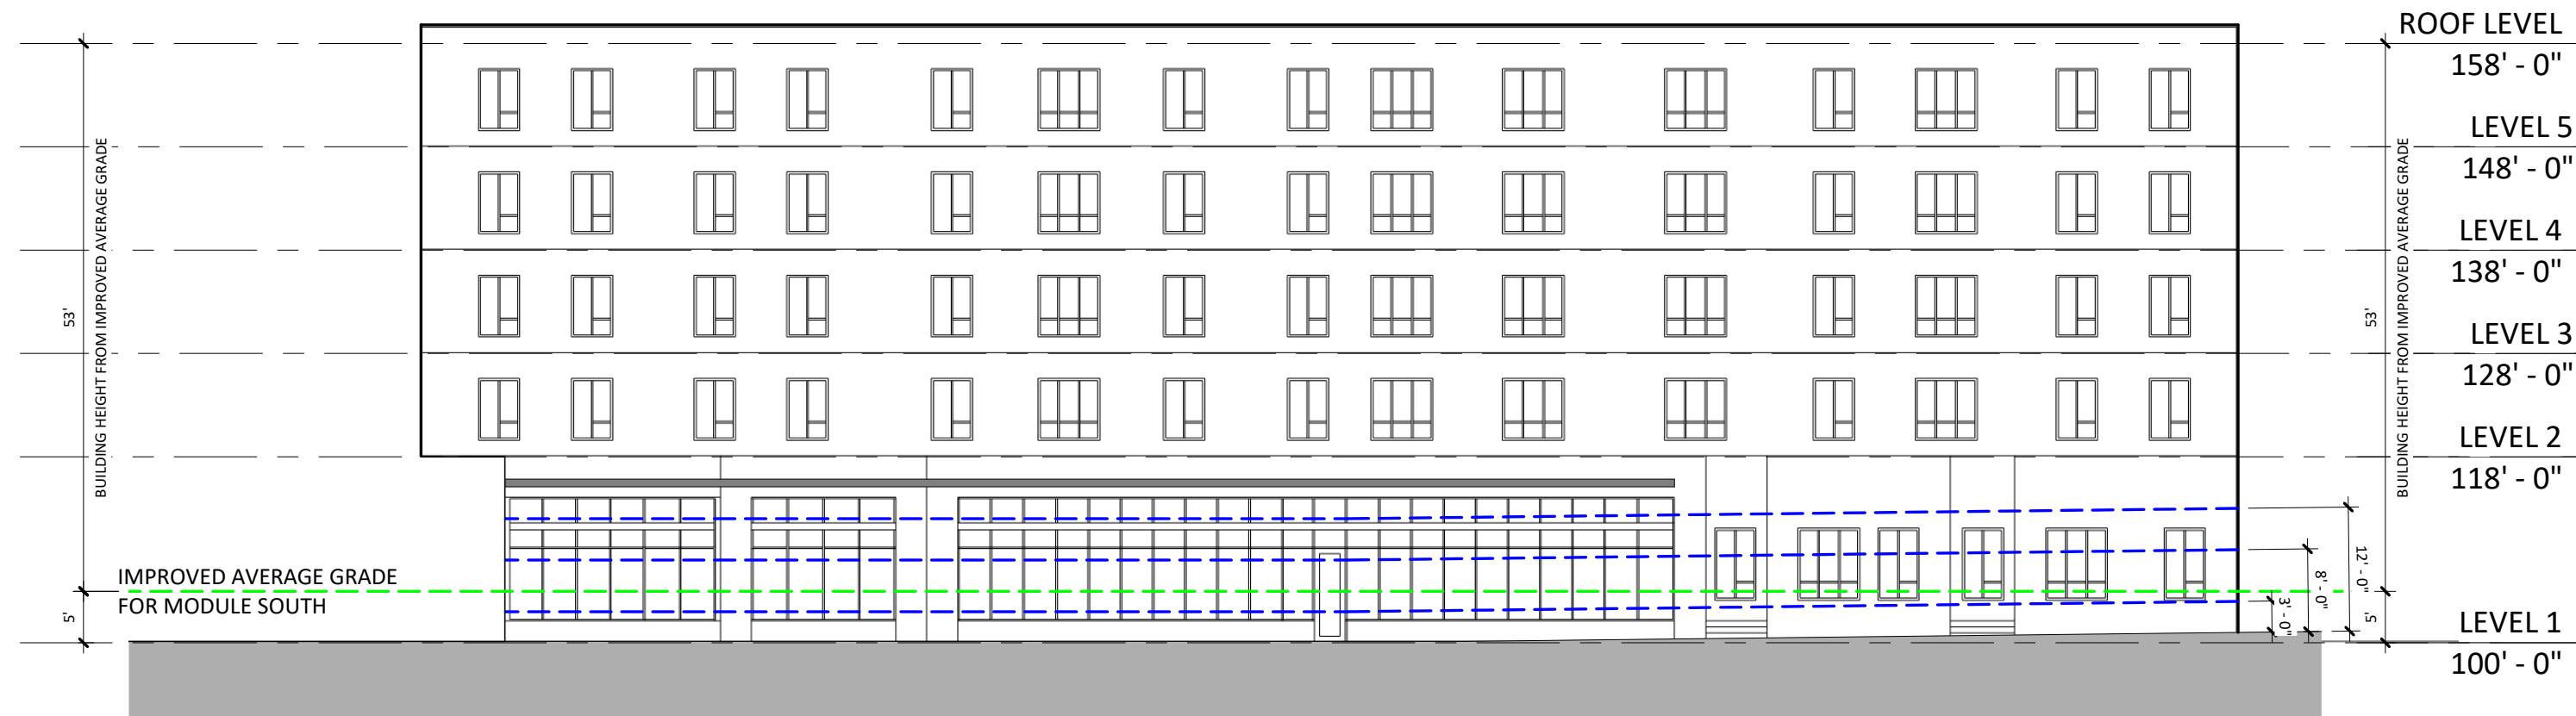 ROOF LEVEL
158' - 0"
LEVEL 5
148' - 0"
LEVEL 4
138' - 0"
LEVEL 3
128' - 0"
LEVEL 2
118' - 0"
LEVEL 1
100' - 0"
BUILDING HEIGHT FROM IMPROVED AVERAGE GRADE
53'
5'
IMPROVED AVERAGE GRADE
FOR MODULE SOUTH
BUILDING HEIGHT FROM IMPROVED AVERAGE GRADE
53'
5'
12' - 0"
8' - 0"
3' - 0"